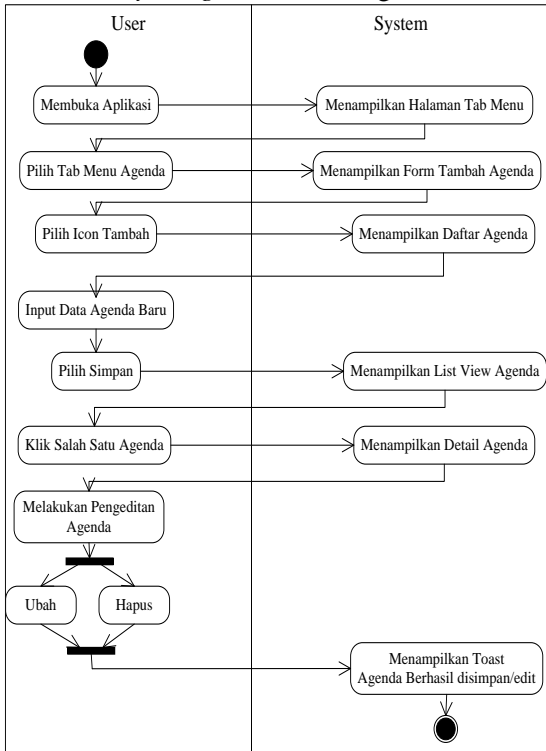 User
System
Membuka Aplikasi
Menampilkan Halaman Tab Menu
Pilih Tab Menu Agenda
Menampilkan Form Tambah Agenda
Pilih Icon Tambah
Menampilkan Daftar Agenda
Input Data Agenda Baru
Pilih Simpan
Menampilkan List View Agenda
Klik Salah Satu Agenda
Menampilkan Detail Agenda
Melakukan Pengeditan
Agenda
Ubah
Hapus
Menampilkan Toast
Agenda Berhasil disimpan/edit